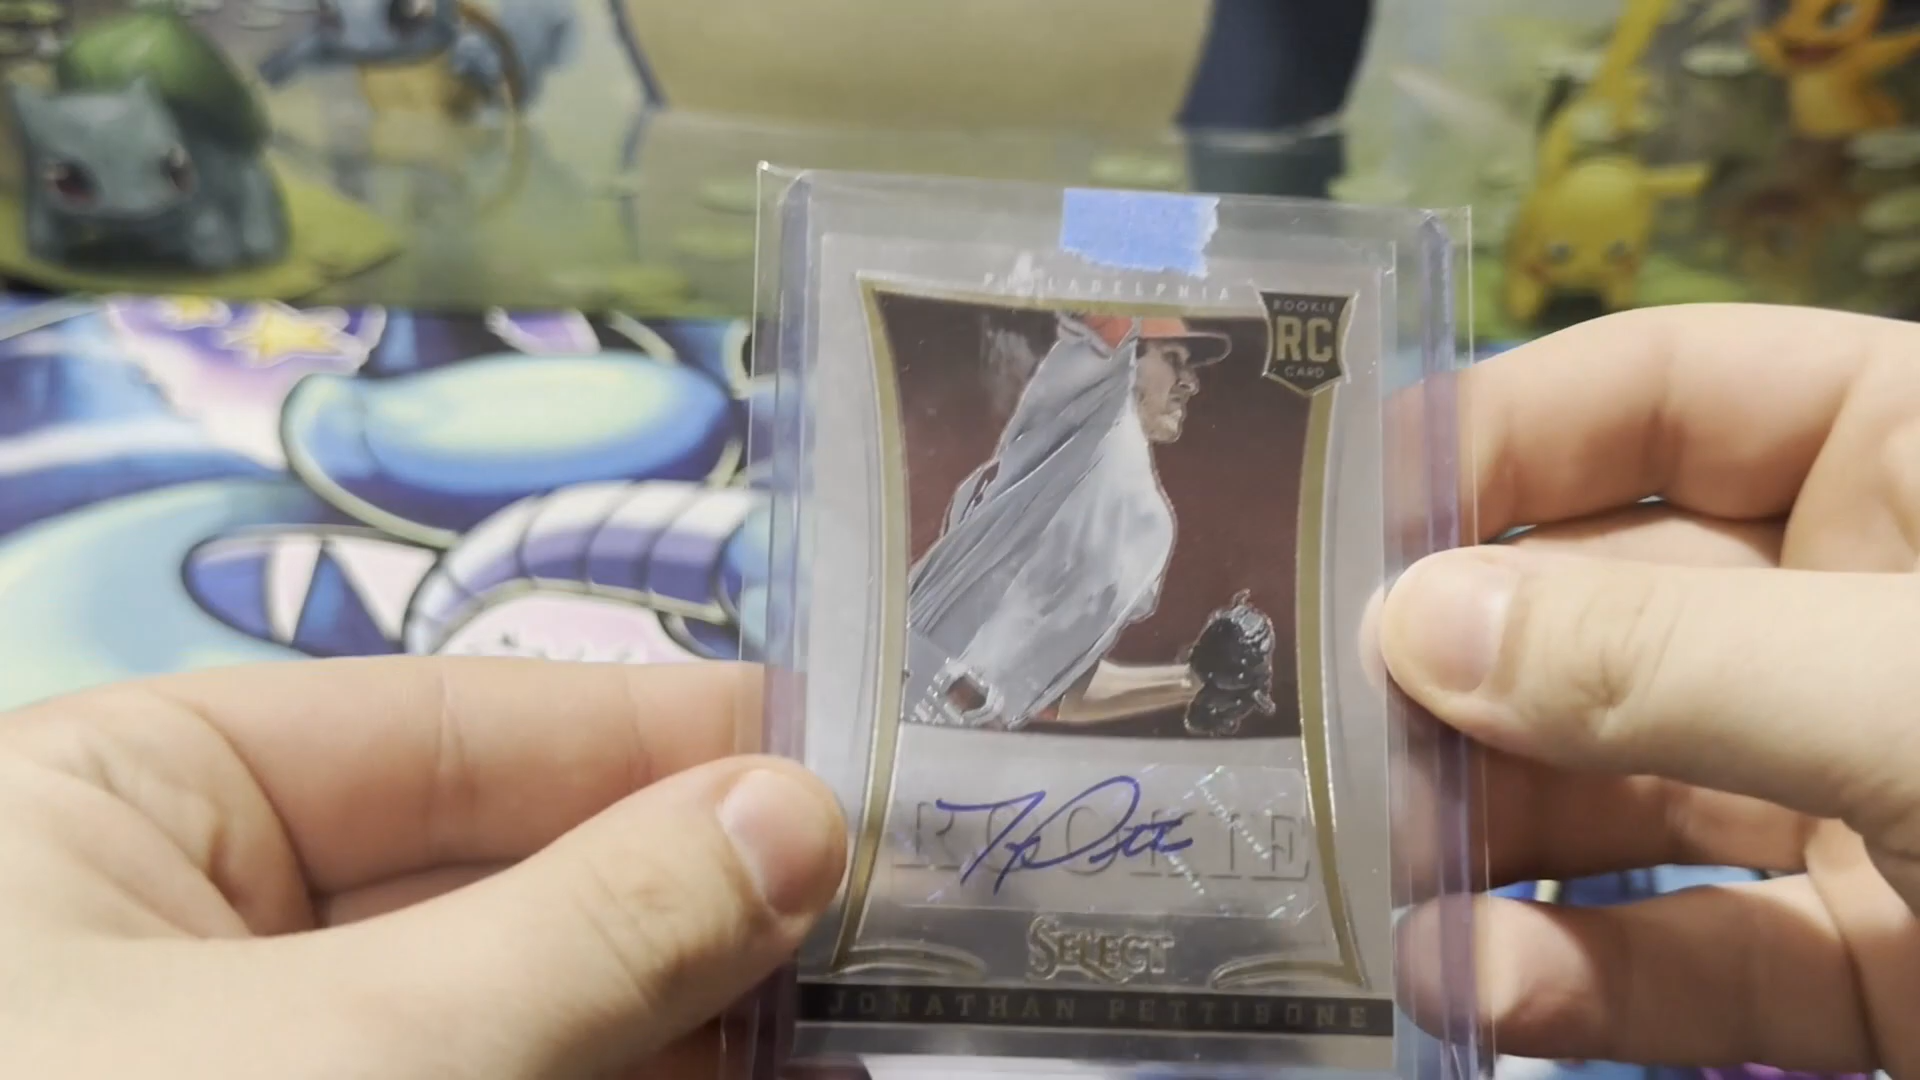 PHILADELPHIA
ROOKIE
RC
CARD
ROOKIE
SELECT
JONATHAN PETTIBONE